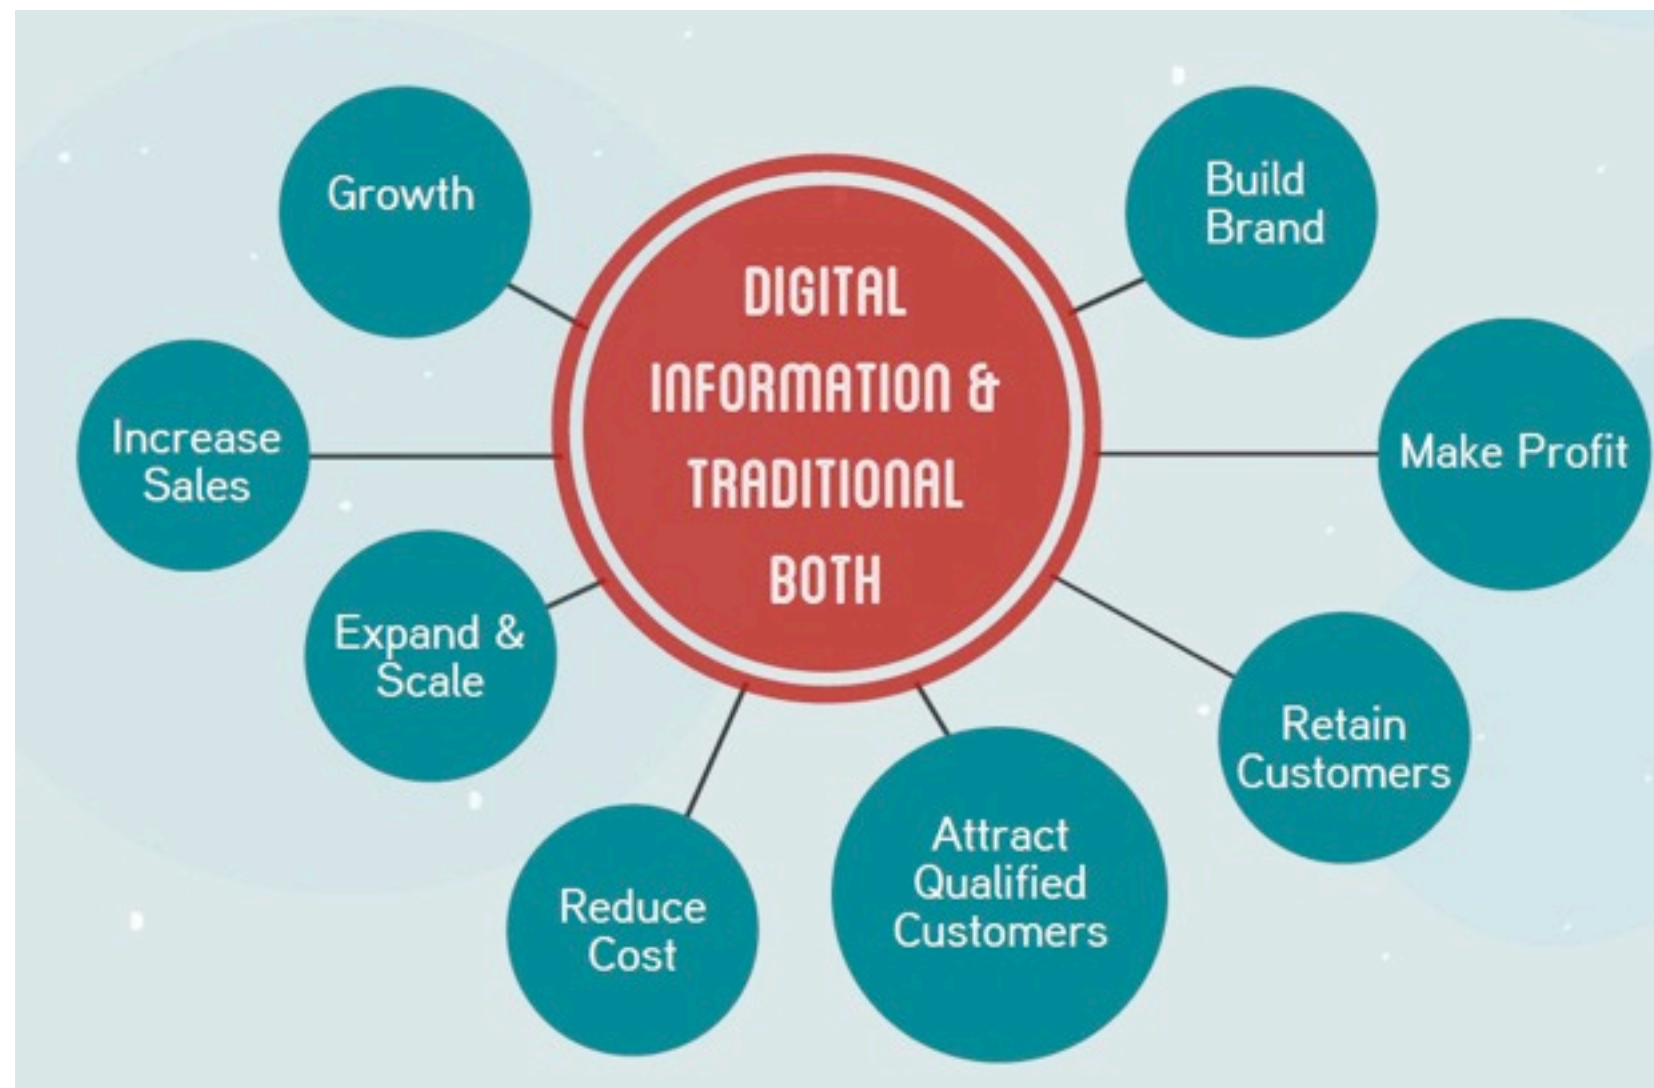 DIGITAL
INFORMATION &
TRADITIONAL
BOTH
Growth
Build
Brand
Increase
Sales
Make Profit
Expand &
Scale
Retain
Customers
Reduce
Cost
Attract
Qualified
Customers